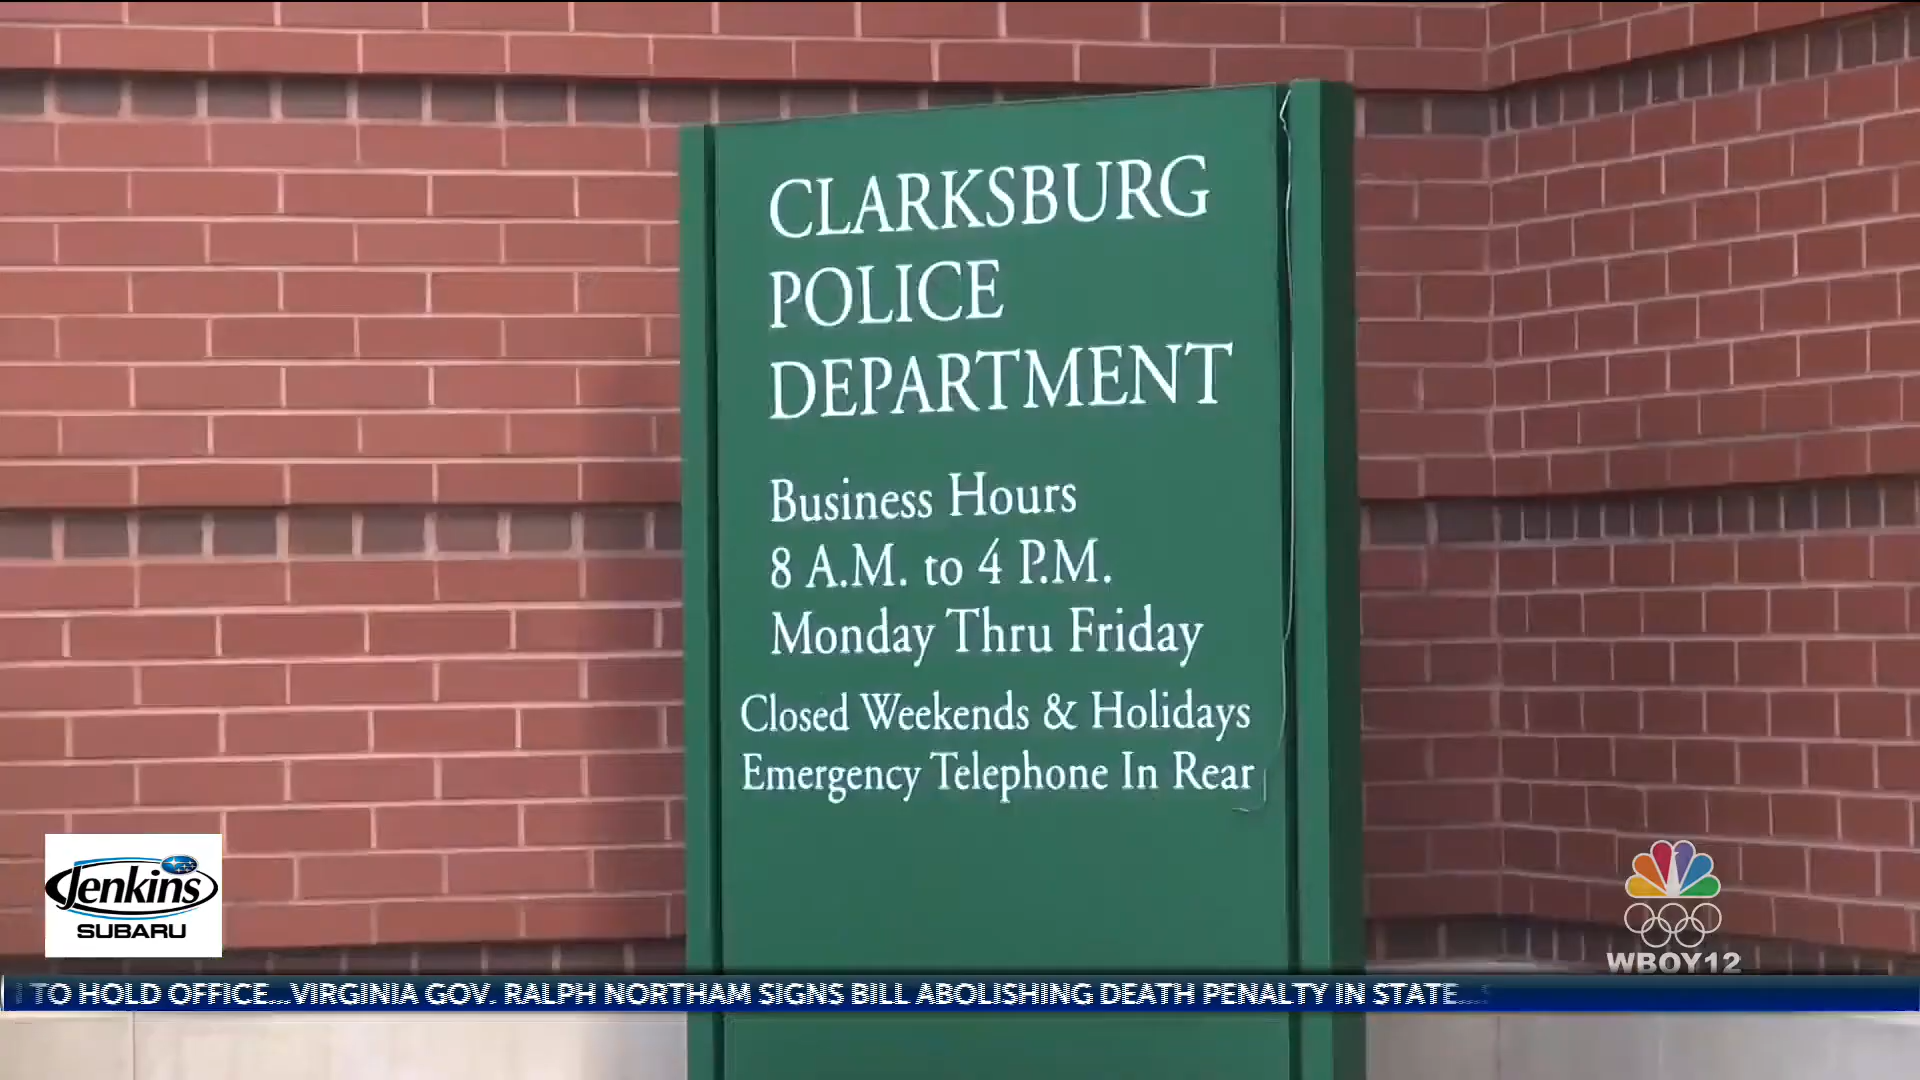 CLARKSBURG
POLICE
DEPARTMENT
Business Hours
8 A.M. to 4 P.M.
Monday Thru Friday
Closed Weekends & Holidays
Emergency Telephone In Rear
Jenkins
SUBARU
WBOY12
TO HOLD OFFICE...VIRGINIA GOV. RALPH NORTHAM SIGNS BILL ABOLISHING DEATH PENALTY IN STATE...